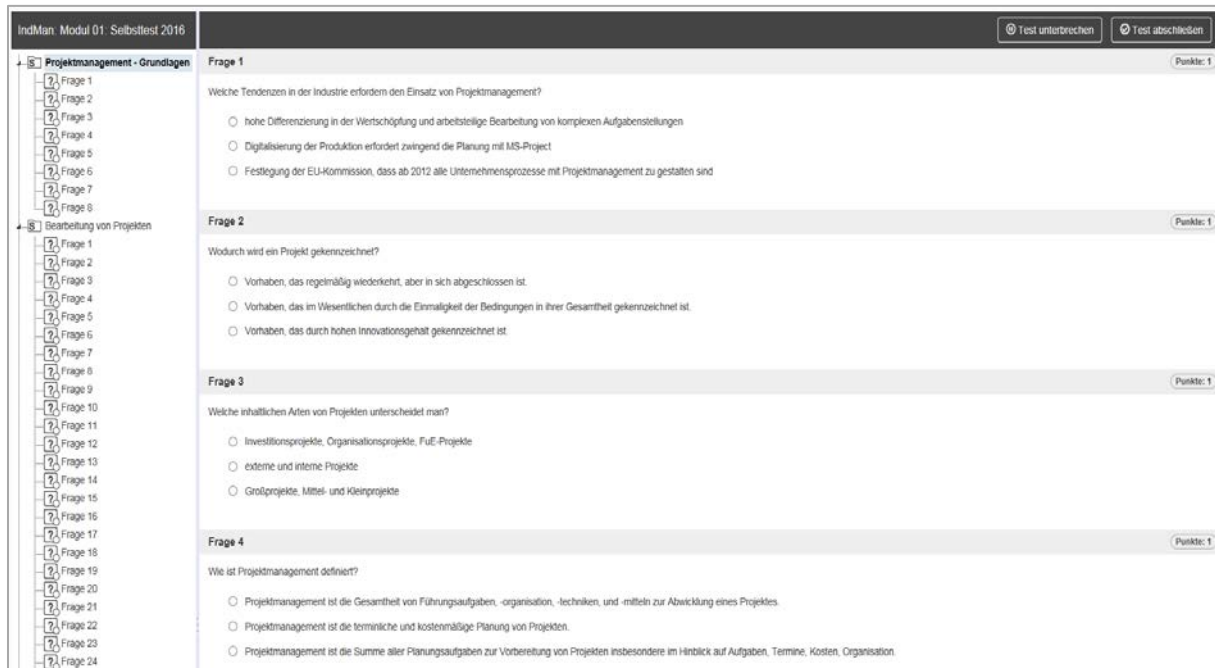 IndMan: Modul 01: Selbsttest 2016
Test unterbrechen
Test abschließen
Projektmanagement - Grundlagen
Frage 1
Frage 2
Frage 3
Frage 4
Frage 5
Frage 6
Frage 7
Frage 8
Bearbeitung von Projekten
Frage 1
Frage 2
Frage 3
Frage 4
Frage 5
Frage 6
Frage 7
Frage 8
Frage 9
Frage 10
Frage 11
Frage 12
Frage 13
Frage 14
Frage 15
Frage 16
Frage 17
Frage 18
Frage 19
Frage 20
Frage 21
Frage 22
Frage 23
Frage 24
Frage 1
Punkte: 1
Welche Tendenzen in der Industrie erfordern den Einsatz von Projektmanagement?
hohe Differenzierung in der Wertschöpfung und arbeitsteilige Bearbeitung von komplexen Aufgabenstellungen
Digitalisierung der Produktion erfordert zwingend die Planung mit MS-Project
Festlegung der EU-Kommission, dass ab 2012 alle Unternehmensprozesse mit Projektmanagement zu gestalten sind
Frage 2
Punkte: 1
Wodurch wird ein Projekt gekennzeichnet?
Vorhaben, das regelmäßig wiederkehrt, aber in sich abgeschlossen ist.
Vorhaben, das im Wesentlichen durch die Einmaligkeit der Bedingungen in ihrer Gesamtheit gekennzeichnet ist.
Vorhaben, das durch hohen Innovationsgehalt gekennzeichnet ist.
Frage 3
Punkte: 1
Welche inhaltlichen Arten von Projekten unterscheidet man?
Investitionsprojekte, Organisationsprojekte, FuE-Projekte
externe und interne Projekte
Großprojekte, Mittel- und Kleinprojekte
Frage 4
Punkte: 1
Wie ist Projektmanagement definiert?
Projektmanagement ist die Gesamtheit von Führungsaufgaben, -organisation, -techniken, und -mitteln zur Abwicklung eines Projektes.
Projektmanagement ist die terminliche und kostenmäßige Planung von Projekten.
Projektmanagement ist die Summe aller Planungsaufgaben zur Vorbereitung von Projekten insbesondere im Hinblick auf Aufgaben, Termine, Kosten, Organisation.